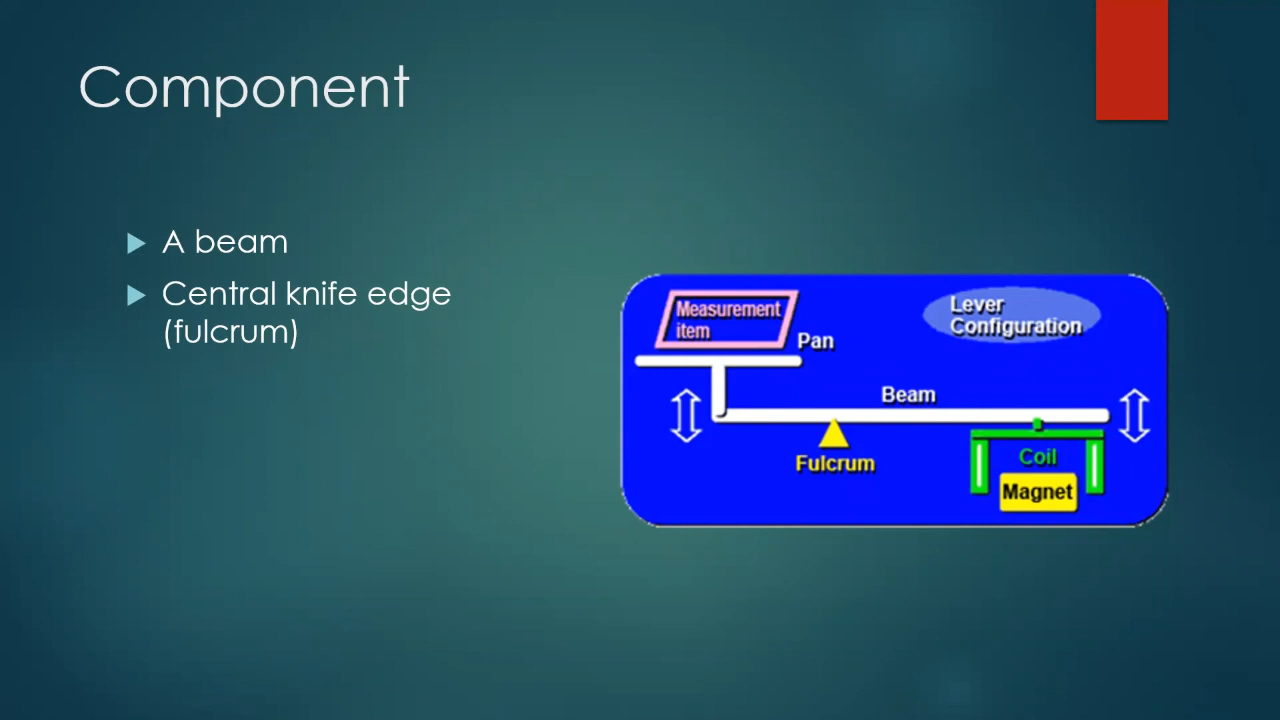 Component
A beam
Central knife edge
(fulcrum)
Measurement
item
Pan
Lever
Configuration
Beam
Fulcrum
Coil
Magnet